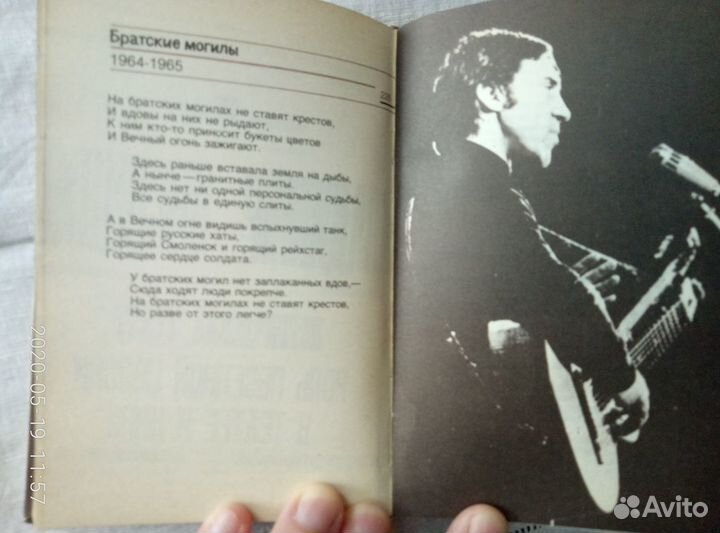 Братские могилы
1964-1965
226
На братских могилах не ставят крестов,
И вдовы на них не рыдают,
К ним кто-то приносит букеты цветов
И Вечный огонь зажигают.
Здесь раньше вставала земля на дыбы,
А нынче — гранитные плиты.
Здесь нет ни одной персональной судьбы,
Все судьбы в единую слиты.
А в Вечном огне видишь вспыхнувший танк,
Горящие русские хаты,
Горящий Смоленск и горящий рейхстаг,
Горящее сердце солдата.
У братских могил нет заплаканных вдов,—
Сюда ходят люди покрепче.
На братских могилах не ставят крестов,
Но разве от этого легче?
2020-05-19 11:57
Avito